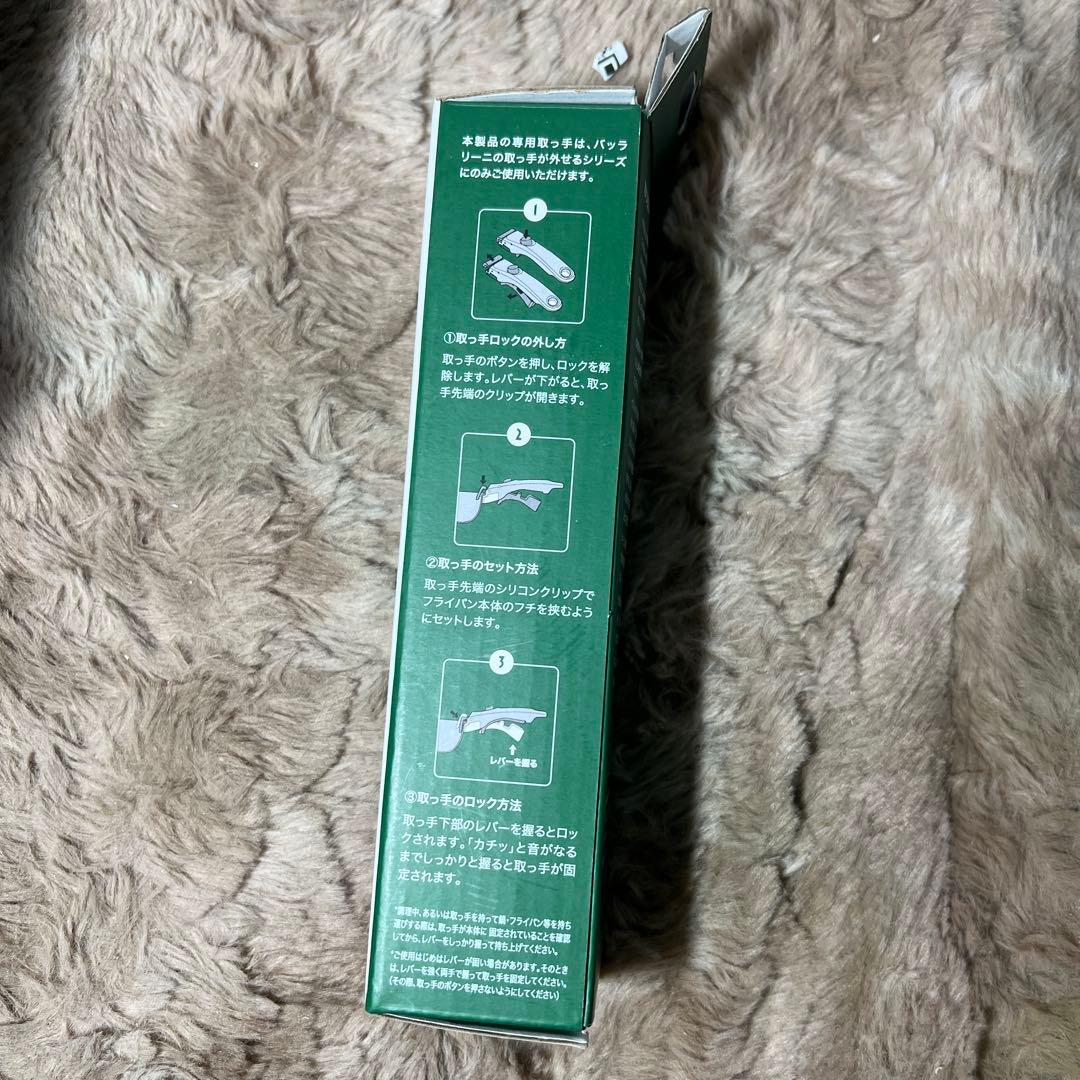 本製品の専用取っ手は、バッラ
リーニの取っ手が外せるシリーズ
にのみご使用いただけます。
1
①取っ手ロックの外し方
取っ手のボタンを押し、ロックを解
除します。レバーが下がると、取っ
手先端のクリップが開きます。
2
②取っ手のセット方法
取っ手先端のシリコンクリップで
フライパン本体のフチを挟むよう
にセットします。
3
レバーを握る
③取っ手のロック方法
取っ手下部のレバーを握るとロッ
クされます。「カチッ」と音がなる
までしっかりと握ると取っ手が固
定されます。
*調理中、あるいは取っ手を持って鍋・フライパン等を持ち
運びする際は、取っ手が本体に固定されていることを確認
してから、レバーをしっかり握って持ち上げてください。
*ご使用はじめはレバーが固い場合があります。そのとき
は、レバーを強く両手で握って取っ手を固定してください。
(その際、取っ手のボタンを押さないようにしてください)